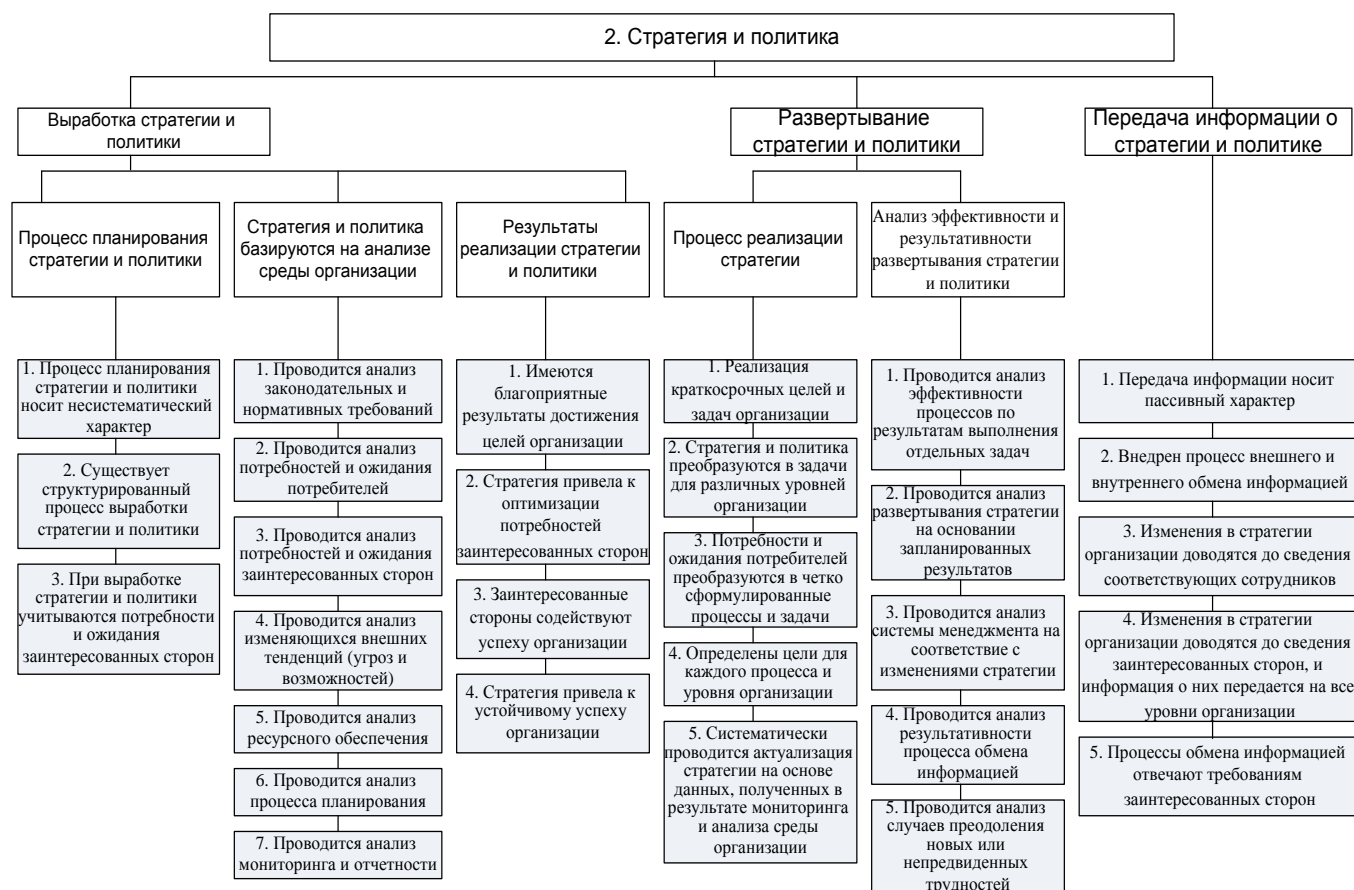 2. Стратегия и политика
Выработка стратегии и
политики
Развертывание
стратегии и политики
Передача информации о
стратегии и политике
Процесс планирования
стратегии и политики
Стратегия и политика
базируются на анализе
среды организации
Результаты
реализации стратегии
и политики
Процесс реализации
стратегии
Анализ эффективности и
результативности
развертывания стратегии
и политики
1. Процесс планирования
стратегии и политики
носит несистематический
характер
2. Существует
структурированный
процесс выработки
стратегии и политики
3. При выработке
стратегии и политики
учитываются потребности
и ожидания
заинтересованных сторон
1. Проводится анализ
законодательных и
нормативных требований
2. Проводится анализ
потребностей и ожидания
потребителей
3. Проводится анализ
потребностей и ожидания
заинтересованных сторон
4. Проводится анализ
изменяющихся внешних
тенденций (угроз и
возможностей)
5. Проводится анализ
ресурсного обеспечения
6. Проводится анализ
процесса планирования
7. Проводится анализ
мониторинга и отчетности
1. Имеются
благоприятные
результаты достижения
целей организации
2. Стратегия привела к
оптимизации
потребностей
заинтересованных сторон
3. Заинтересованные
стороны содействуют
успеху организации
4. Стратегия привела к
устойчивому успеху
организации
1. Реализация
краткосрочных целей и
задач организации
2. Стратегия и политика
преобразуются в задачи
для различных уровней
организации
3. Потребности и
ожидания потребителей
преобразуются в четко
сформулированные
процессы и задачи
4. Определены цели для
каждого процесса и
уровня организации
5. Систематически
проводится актуализация
стратегии на основе
данных, полученных в
результате мониторинга
и анализа среды
организации
1. Проводится анализ
эффективности
процессов по
результатам выполнения
отдельных задач
2. Проводится анализ
развертывания стратегии
на основании
запланированных
результатов
3. Проводится анализ
системы менеджмента на
соответствие с
изменениями стратегии
4. Проводится анализ
результативности
процесса обмена
информацией
5. Проводится анализ
случаев преодоления
новых или
непредвиденных
трудностей
1. Передача информации носит
пассивный характер
2. Внедрен процесс внешнего и
внутреннего обмена информацией
3. Изменения в стратегии
организации доводятся до сведения
соответствующих сотрудников
4. Изменения в стратегии
организации доводятся до сведения
заинтересованных сторон, и
информация о них передается на все
уровни организации
5. Процессы обмена информацией
отвечают требованиям
заинтересованных сторон